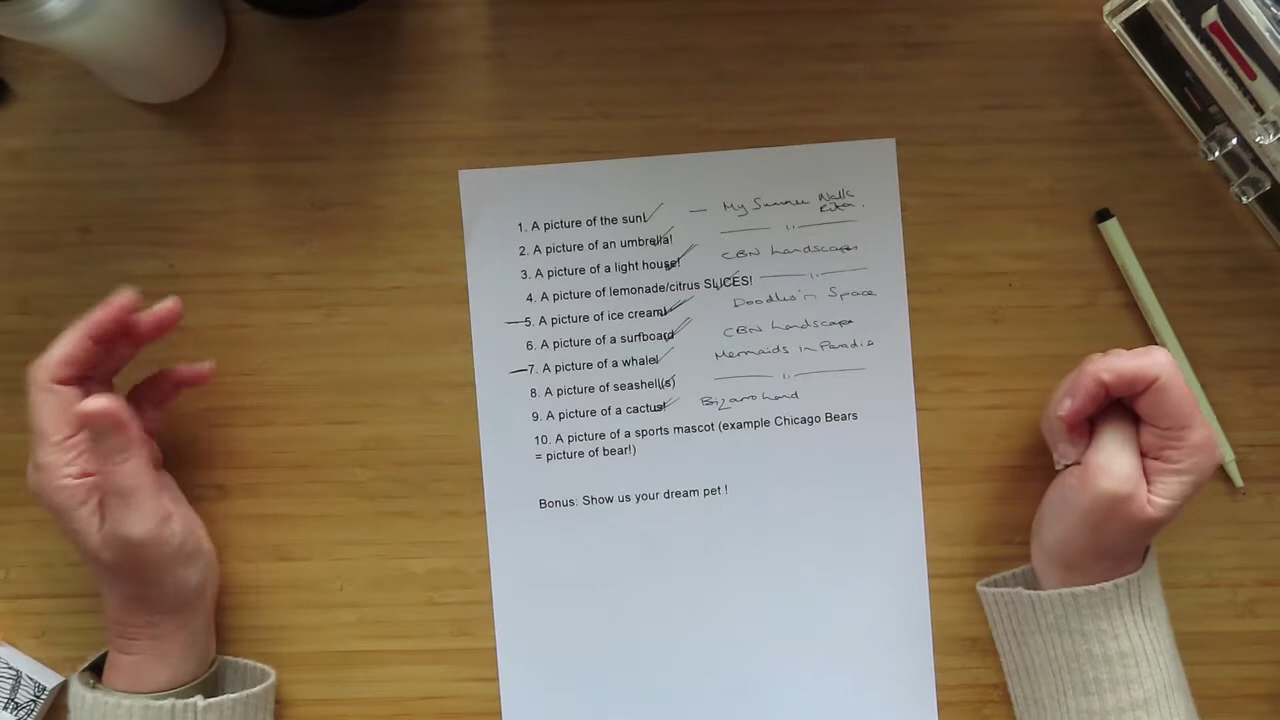 1. A picture of the sun! — My Summer Walls
2. A picture of an umbrella! — " —
3. A picture of a light house! CBN Landscapes
4. A picture of lemonade/citrus SLICES! — " —
5. A picture of ice cream! Doodles in Space
6. A picture of a surfboard CBN Landscape
7. A picture of a whale! Mermaids in Paradise
8. A picture of seashell(s) — " —
9. A picture of a cactus! Bizarroland
10. A picture of a sports mascot (example Chicago Bears
= picture of bear!)
Bonus: Show us your dream pet !